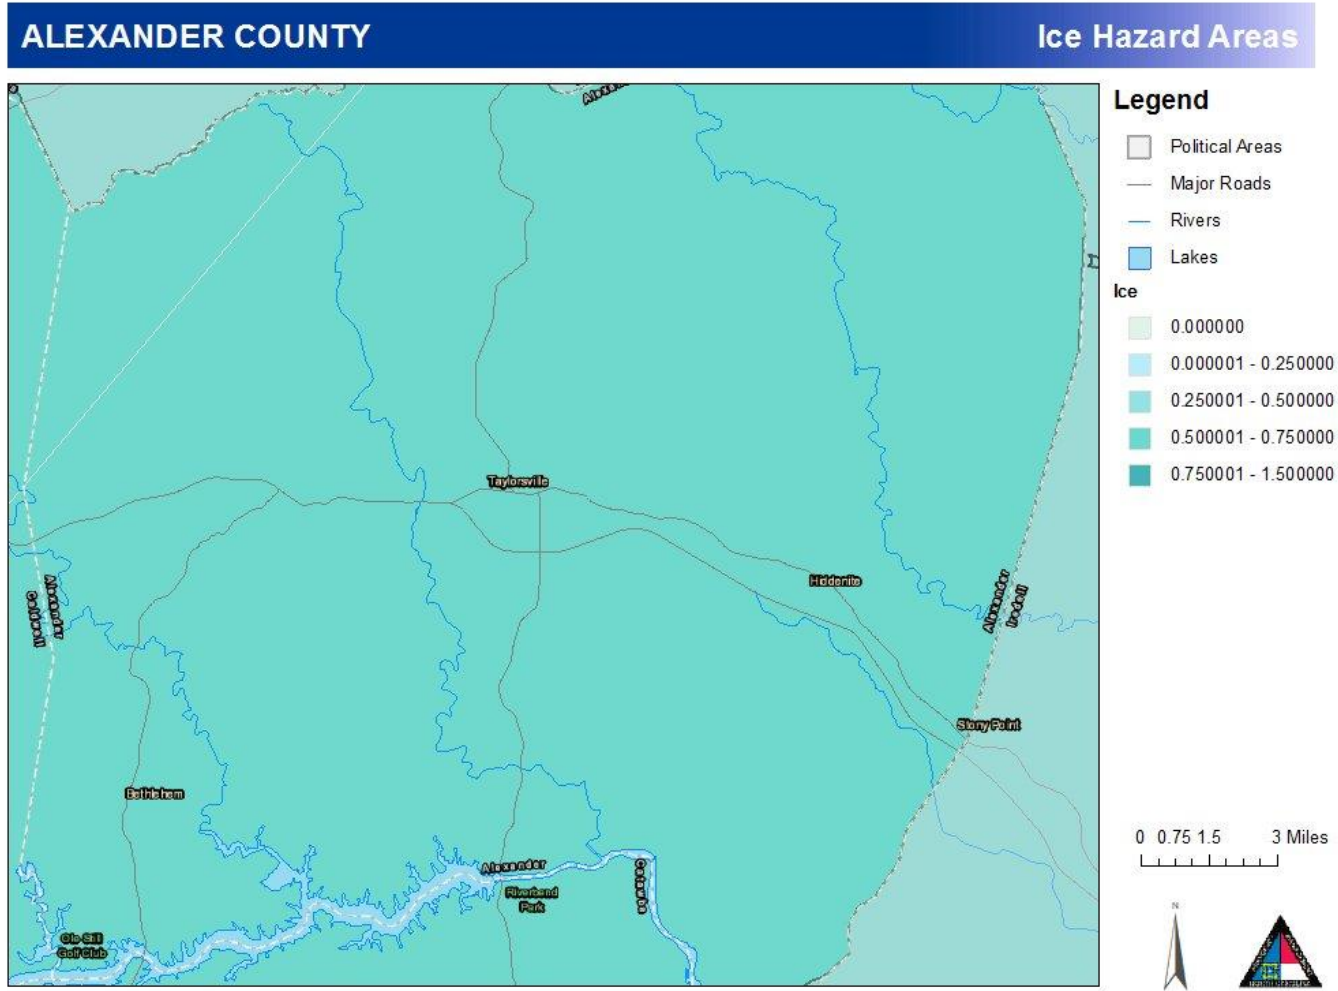 ALEXANDER COUNTY
Ice Hazard Areas
Alexander
Taylorsville
Hiddenite
Alexander
Iredell
Alexander
Caldwell
Stony Point
Bethlehem
Alexander
Catawba
Riverbend
Park
Ole Still
Golf Club
Legend
Political Areas
Major Roads
Rivers
Lakes
Ice
0.000000
0.000001 - 0.250000
0.250001 - 0.500000
0.500001 - 0.750000
0.750001 - 1.500000
0 0.75 1.5 3 Miles
N